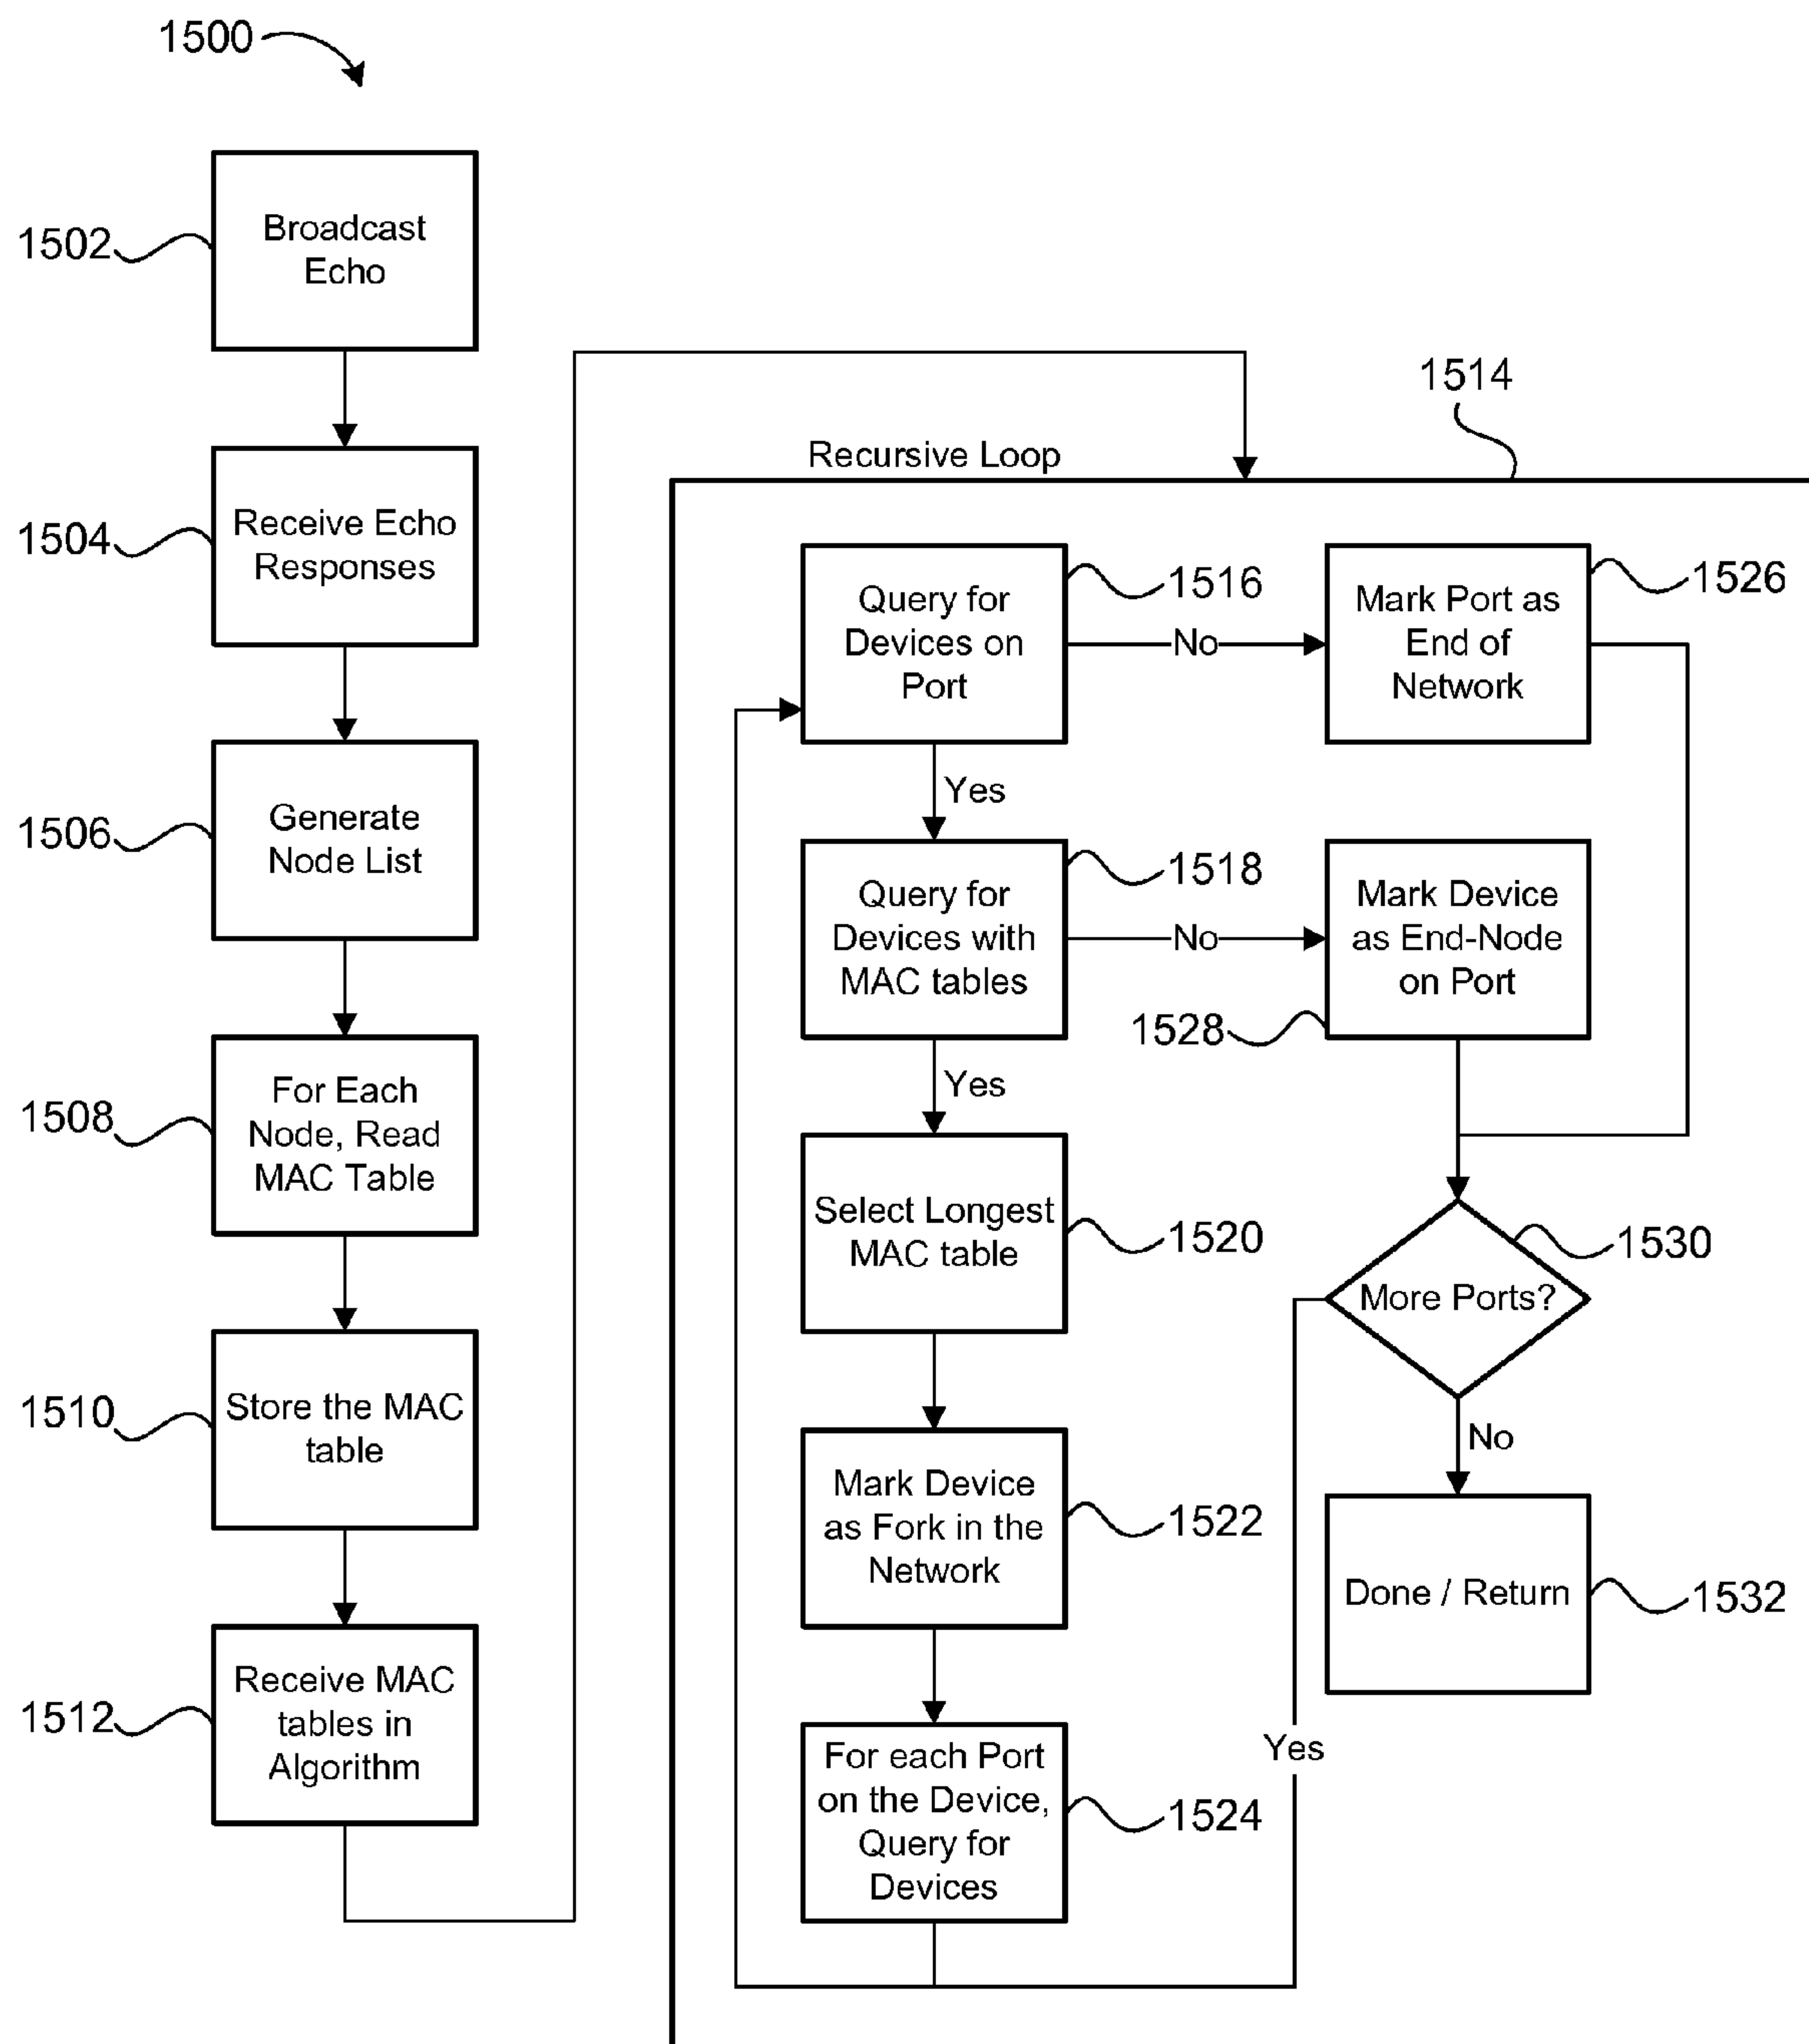 1500
1502
Broadcast
Echo
1504
Receive Echo
Responses
1506
Generate
Node List
1508
For Each
Node, Read
MAC Table
1510
Store the MAC
table
1512
Receive MAC
tables in
Algorithm
1514
Recursive Loop
Query for
Devices on
Port
1516
No
Mark Port as
End of
Network
1526
Yes
Query for
Devices with
MAC tables
1518
No
Mark Device
as End-Node
on Port
1528
Yes
Select Longest
MAC table
1520
More Ports?
1530
Mark Device
as Fork in the
Network
1522
No
Done / Return
1532
For each Port
on the Device,
Query for
Devices
1524
Yes